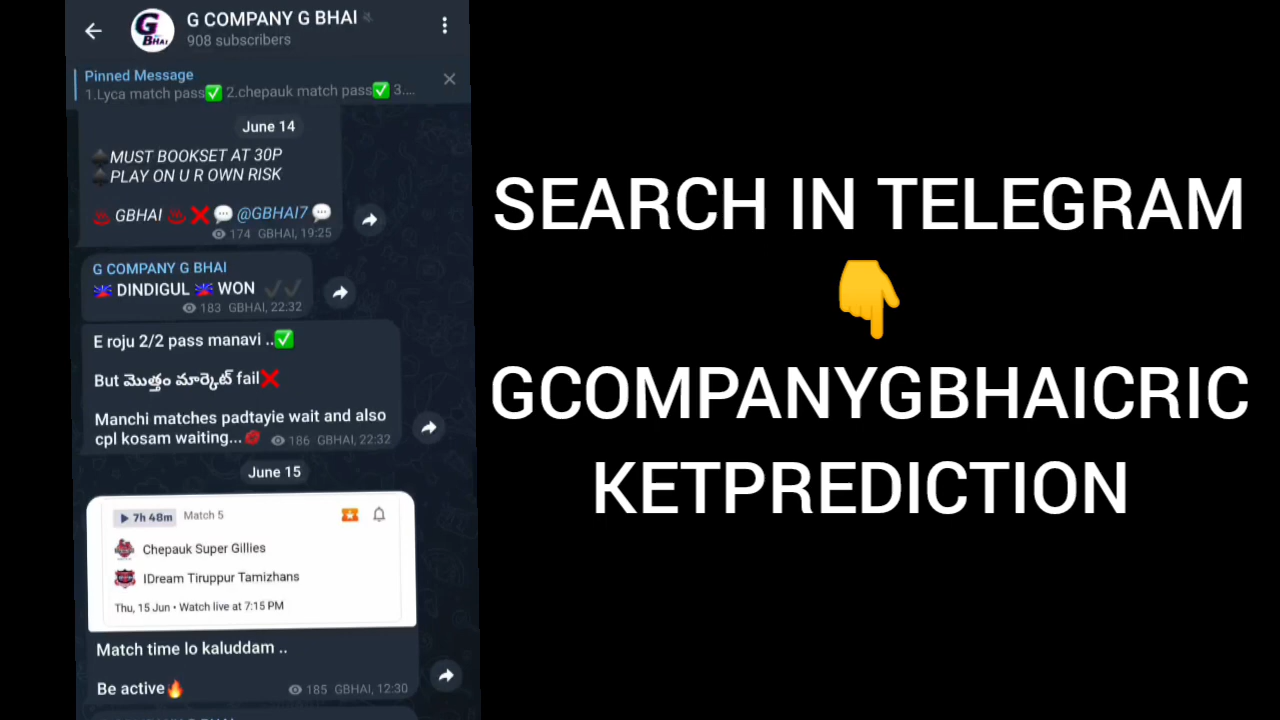 G COMPANY G BHAI
908 subscribers
Pinned Message
1.Lyca match pass✅ 2.chepauk match pass✅ 3....
June 14
♠MUST BOOKSET AT 30P
♠PLAY ON U R OWN RISK
♨ GBHAI ♨ ❌💬 @GBHAI7 💬
174 GBHAI, 19:25
G COMPANY G BHAI
DINDIGUL WON ✔✔
183 GBHAI, 22:32
E roju 2/2 pass manavi ..✅
But మొత్తం మార్కెట్ fail❌
Manchi matches padtayie wait and also
cpl kosam waiting...💋 186 GBHAI, 22:32
June 15
7h 48m Match 5
Chepauk Super Gillies
IDream Tiruppur Tamizhans
Thu, 15 Jun • Watch live at 7:15 PM
Match time lo kaluddam ..
Be active🔥 185 GBHAI, 12:30
SEARCH IN TELEGRAM
👇
GCOMPANYGBHAICRIC
KETPREDICTION